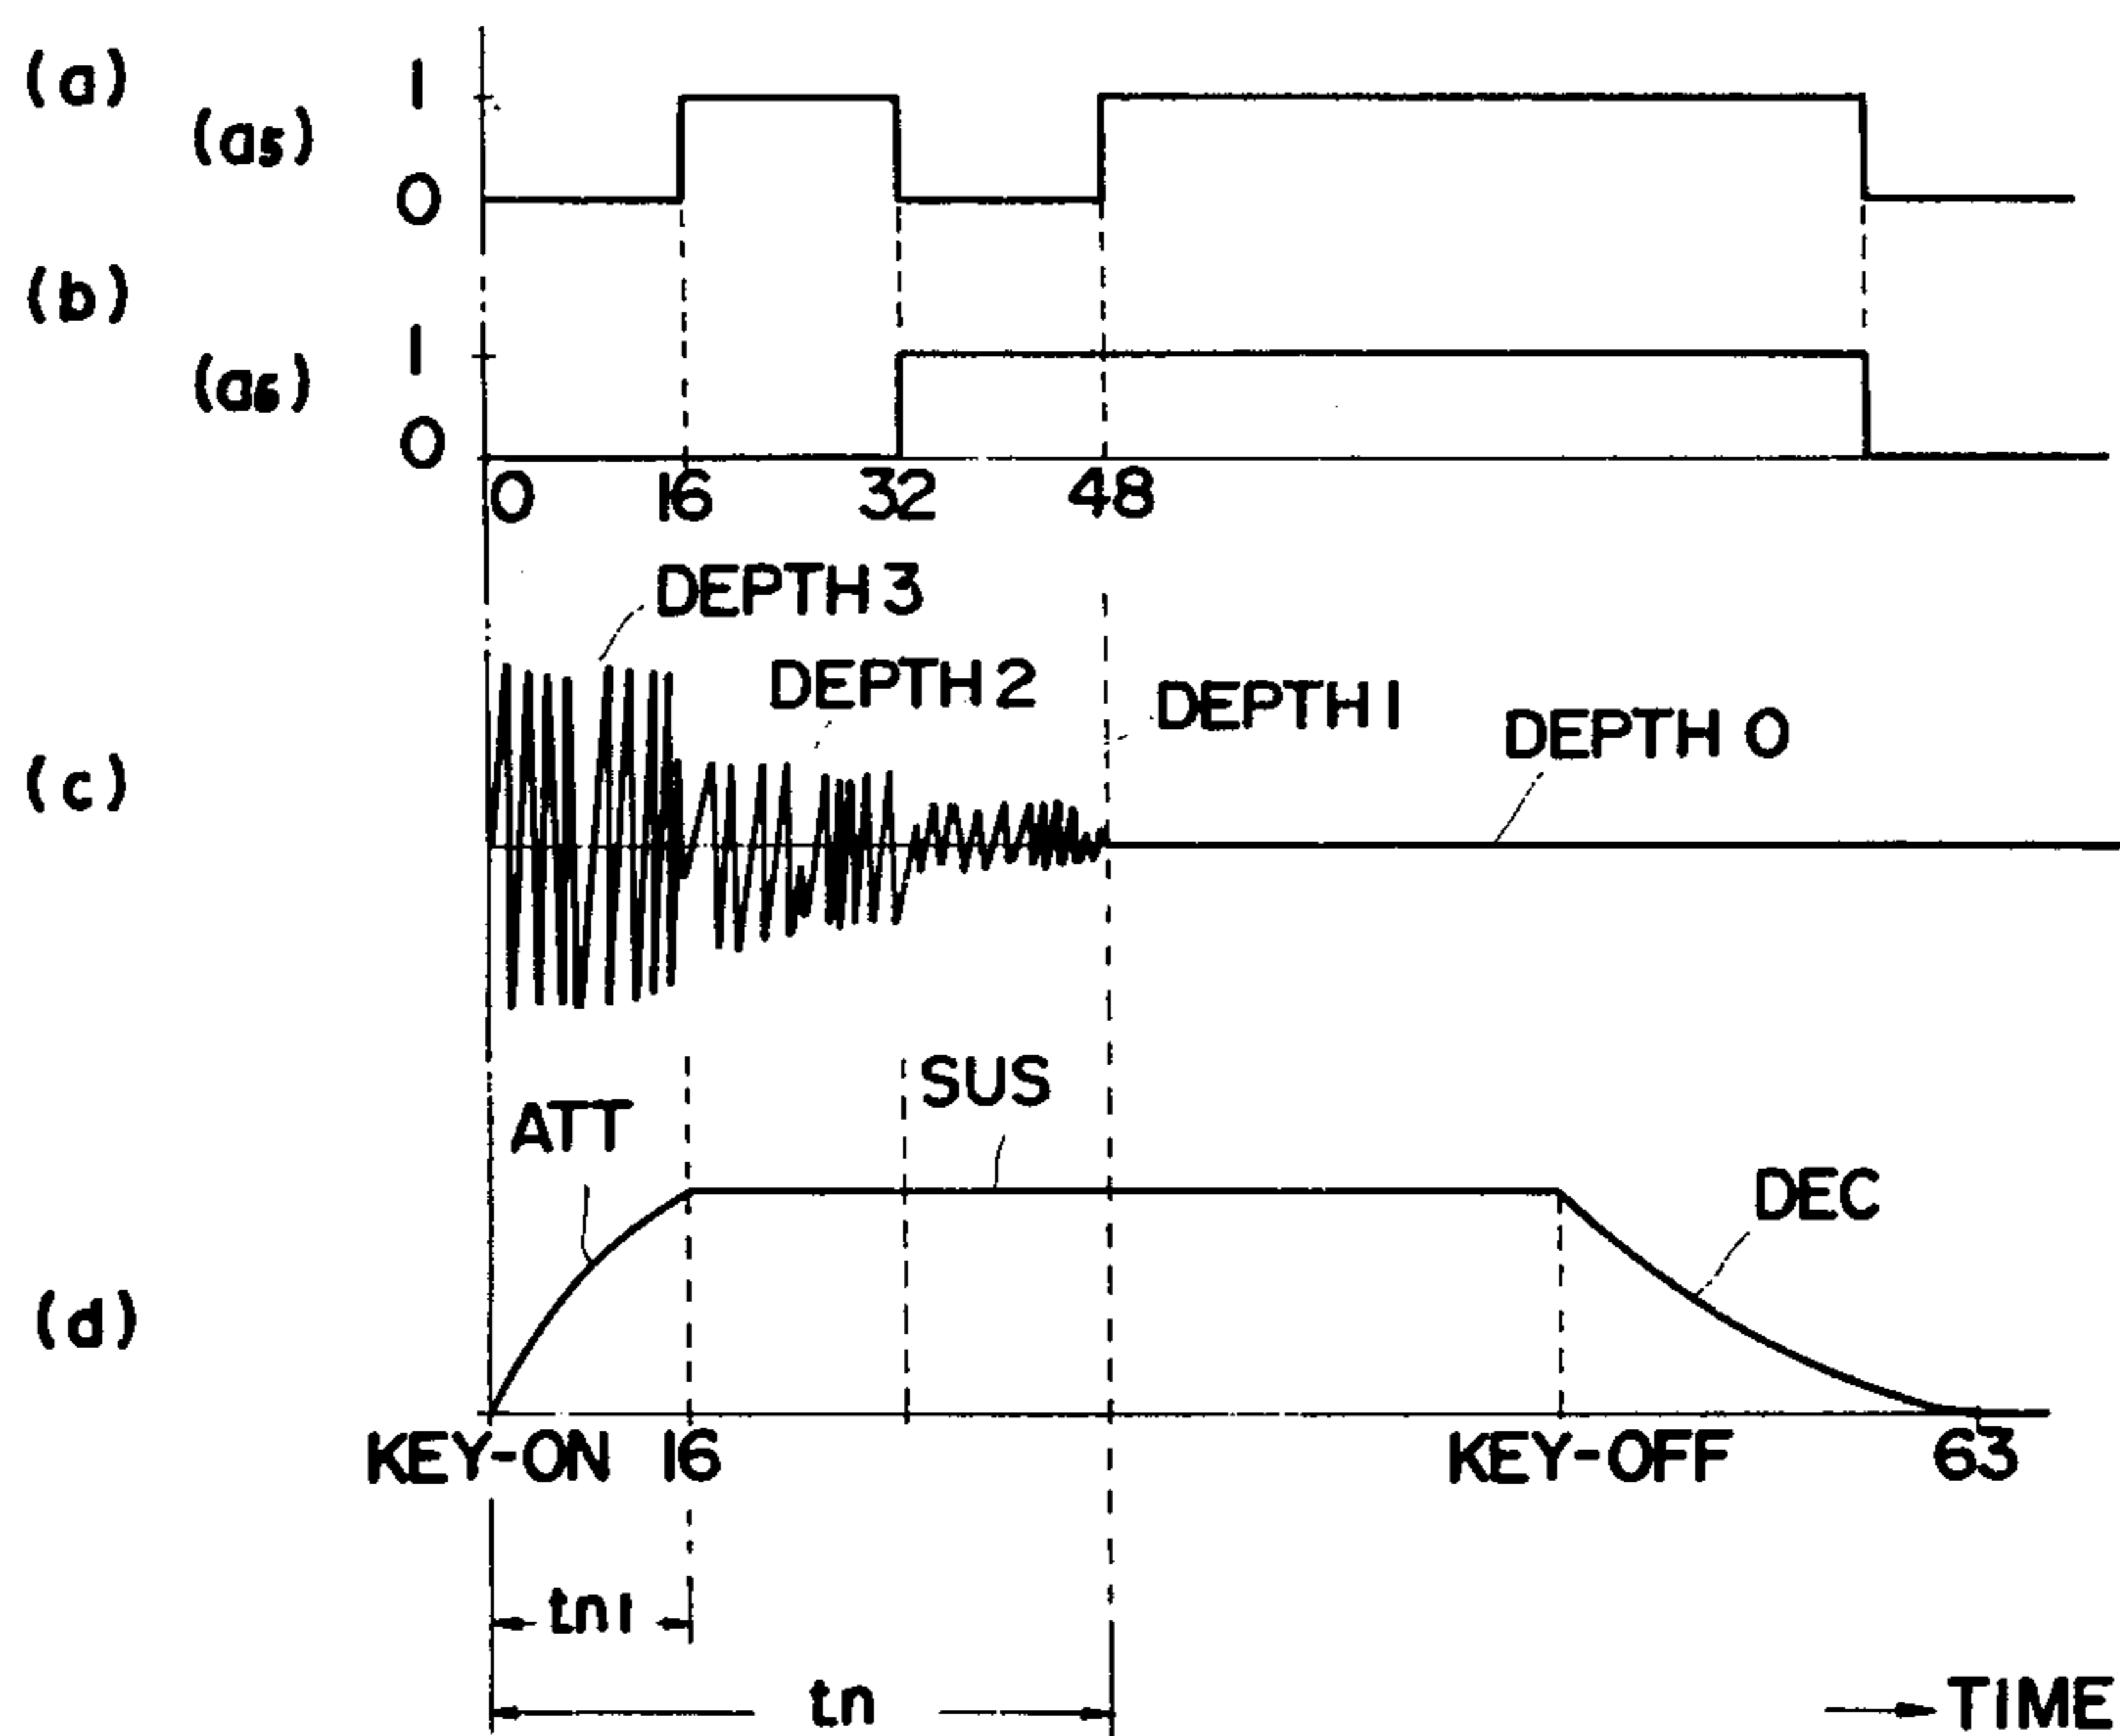 (a)
1
(a5)
0
(b)
1
(a6)
0
0 16 32 48
DEPTH 3
DEPTH 2
DEPTH 1
DEPTH 0
(c)
SUS
ATT
DEC
(d)
KEY-ON 16 KEY-OFF 63
tn1
tn
TIME